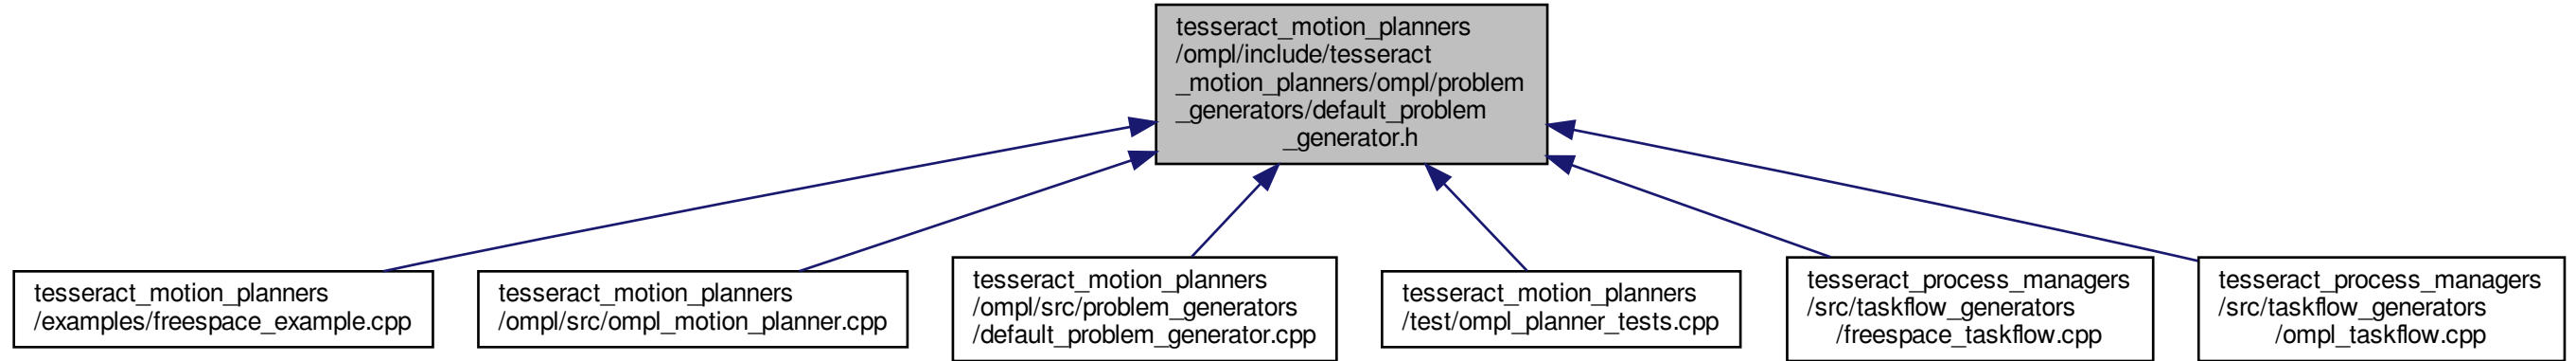 tesseract_motion_planners
/ompl/include/tesseract
_motion_planners/ompl/problem
_generators/default_problem
_generator.h
tesseract_motion_planners
/examples/freespace_example.cpp
tesseract_motion_planners
/ompl/src/ompl_motion_planner.cpp
tesseract_motion_planners
/ompl/src/problem_generators
/default_problem_generator.cpp
tesseract_motion_planners
/test/ompl_planner_tests.cpp
tesseract_process_managers
/src/taskflow_generators
/freespace_taskflow.cpp
tesseract_process_managers
/src/taskflow_generators
/ompl_taskflow.cpp